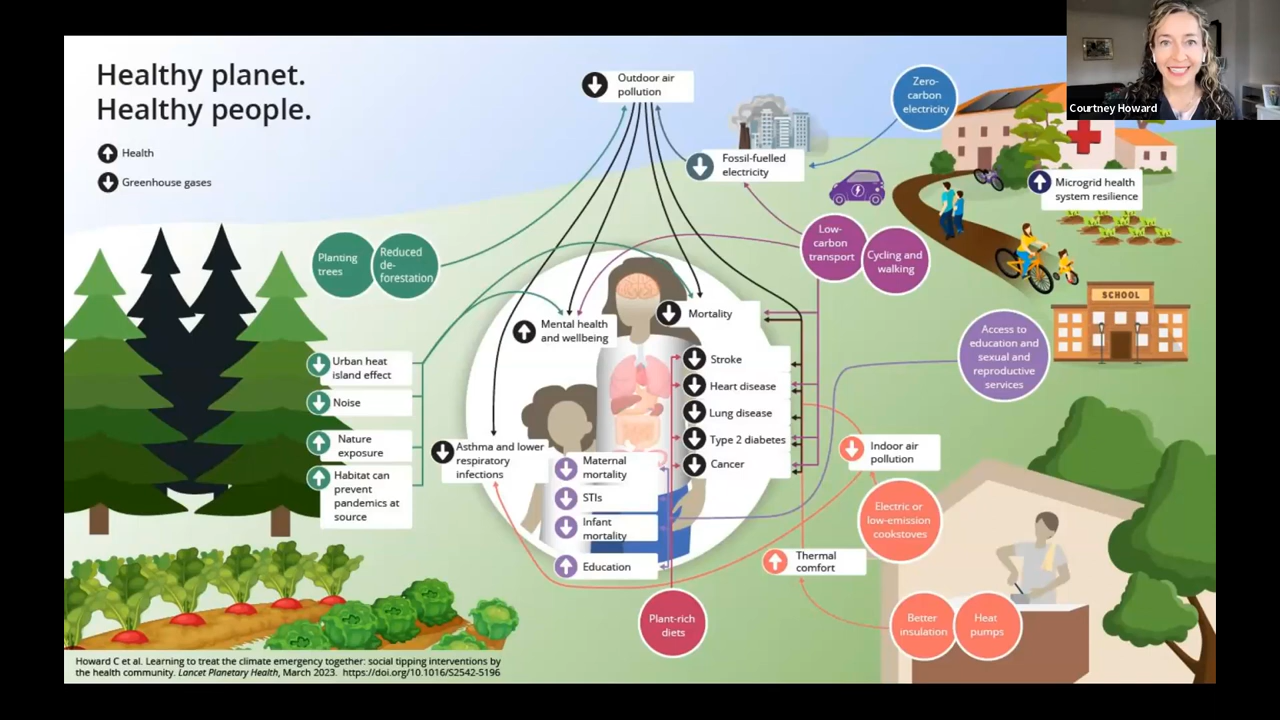 Healthy planet.
Healthy people.
Health
Greenhouse gases
Outdoor air
pollution
Zero-
carbon
electricity
Courtney Howard
Fossil-fuelled
electricity
Microgrid health
system resilience
Planting
trees
Reduced
de-
forestation
Low-
carbon
transport
Cycling and
walking
SCHOOL
Mental health
and wellbeing
Mortality
Access to
education and
sexual and
reproductive
services
Urban heat
island effect
Noise
Nature
exposure
Habitat can
prevent
pandemics at
source
Stroke
Heart disease
Lung disease
Type 2 diabetes
Cancer
Asthma and lower
respiratory
infections
Maternal
mortality
STIs
Infant
mortality
Education
Indoor air
pollution
Electric or
low-emission
cookstoves
Thermal
comfort
Plant-rich
diets
Better
insulation
Heat
pumps
Howard C et al. Learning to treat the climate emergency together: social tipping interventions by
the health community. Lancet Planetary Health, March 2023. https://doi.org/10.1016/S2542-5196